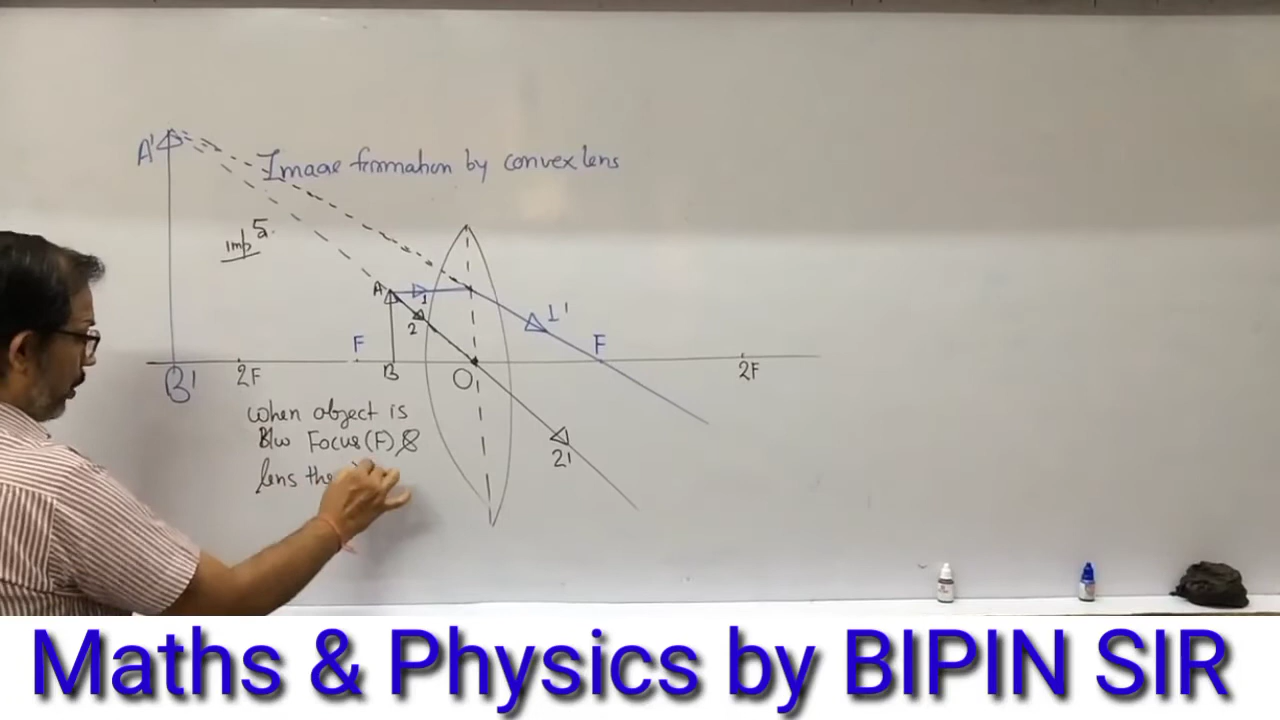 A'
Image formation by convex lens
imp 5.
A
1
2
1'
F
F
B'
2F
B
O
2F
When object is
B/w Focus (F) &
lens the
2'
Maths & Physics by BIPIN SIR